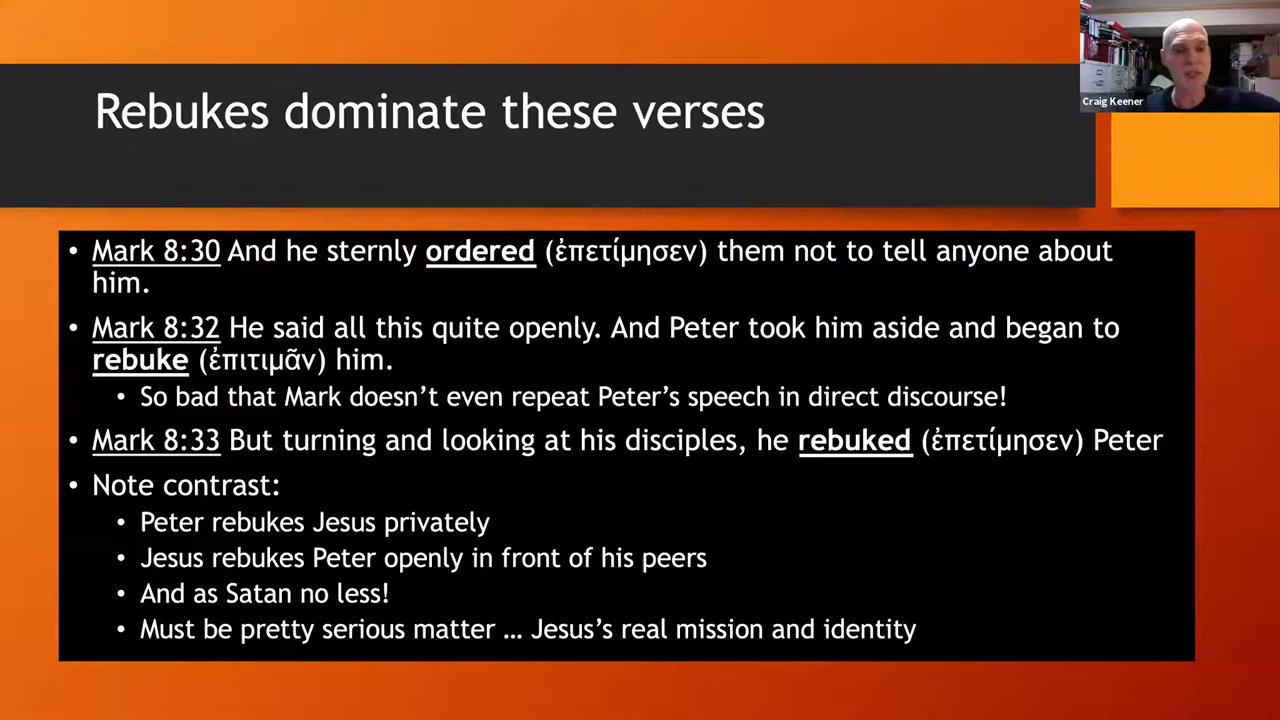 Craig Keener
Rebukes dominate these verses
• Mark 8:30 And he sternly ordered (ἐπετίμησεν) them not to tell anyone about
him.
• Mark 8:32 He said all this quite openly. And Peter took him aside and began to
rebuke (ἐπιτιμᾶν) him.
• So bad that Mark doesn’t even repeat Peter’s speech in direct discourse!
• Mark 8:33 But turning and looking at his disciples, he rebuked (ἐπετίμησεν) Peter
• Note contrast:
• Peter rebukes Jesus privately
• Jesus rebukes Peter openly in front of his peers
• And as Satan no less!
• Must be pretty serious matter … Jesus’s real mission and identity